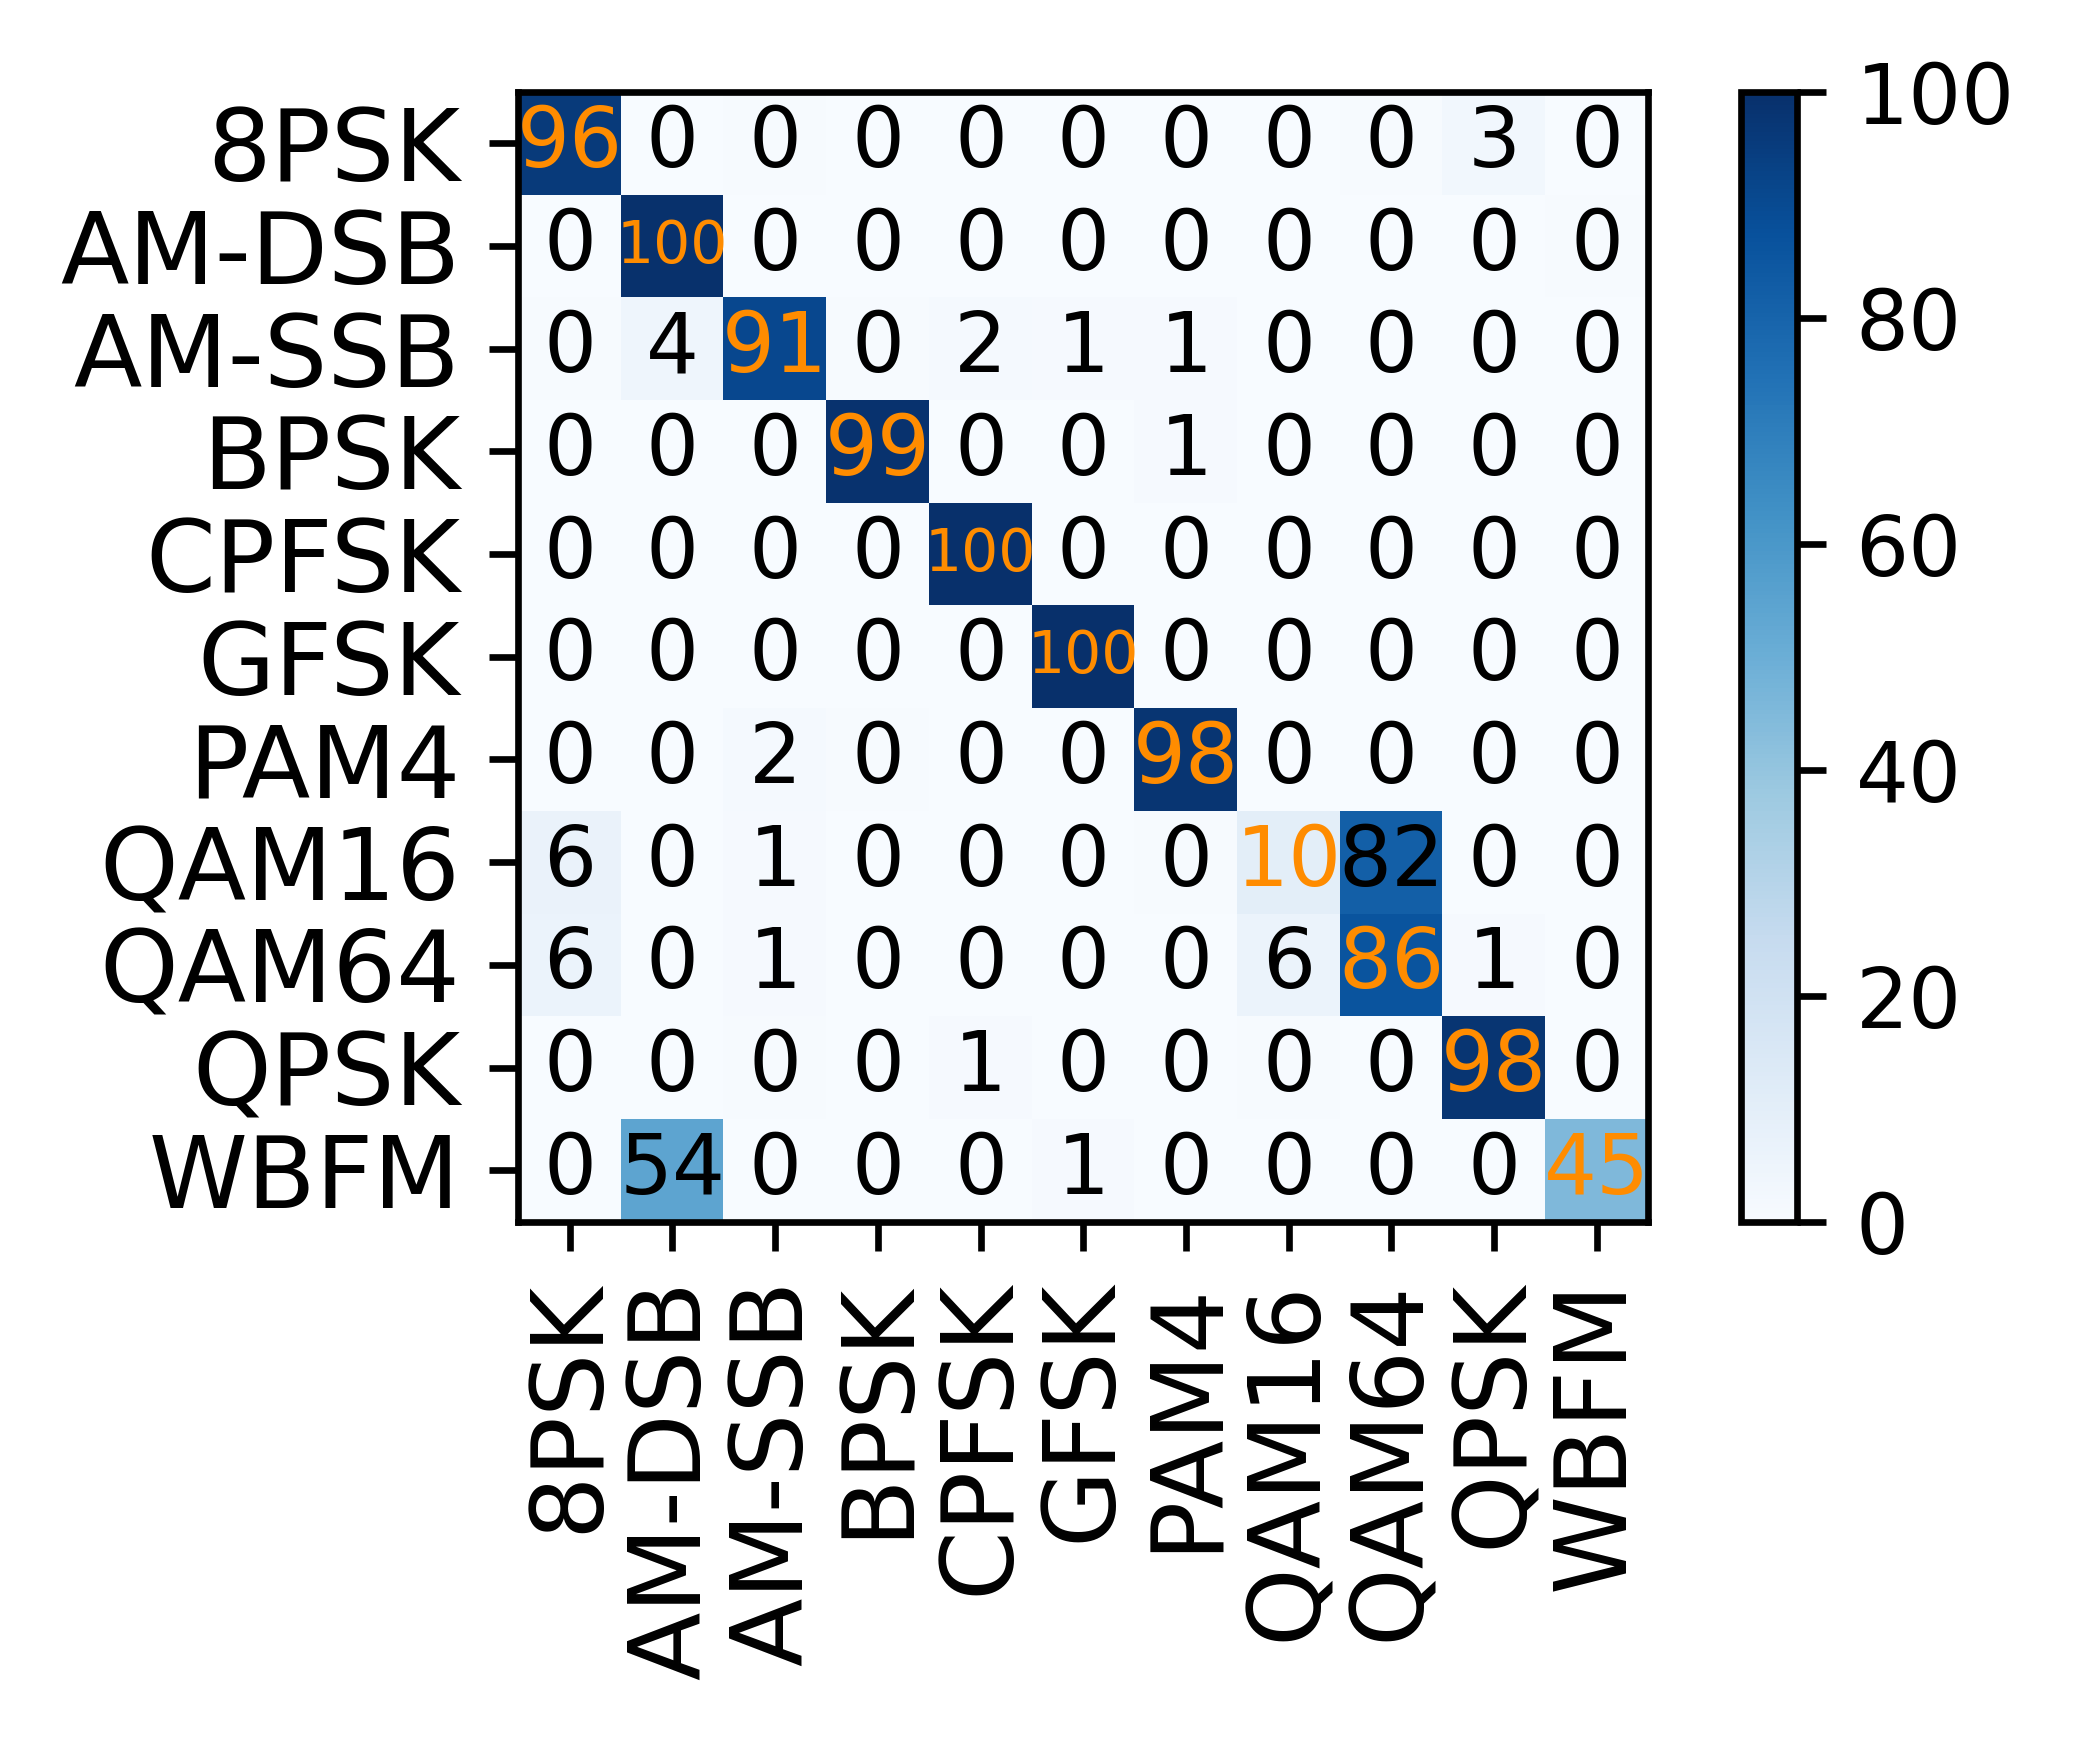 8PSK 96 0 0 0 0 0 0 0 0 3 0
AM-DSB 0 100 0 0 0 0 0 0 0 0 0
AM-SSB 0 4 91 0 2 1 1 0 0 0 0
BPSK 0 0 0 99 0 0 1 0 0 0 0
CPFSK 0 0 0 0 100 0 0 0 0 0 0
GFSK 0 0 0 0 0 100 0 0 0 0 0
PAM4 0 0 2 0 0 0 98 0 0 0 0
QAM16 6 0 1 0 0 0 0 10 82 0 0
QAM64 6 0 1 0 0 0 0 6 86 1 0
QPSK 0 0 0 0 1 0 0 0 0 98 0
WBFM 0 54 0 0 0 1 0 0 0 0 45
8PSK
AM-DSB
AM-SSB
BPSK
CPFSK
GFSK
PAM4
QAM16
QAM64
QPSK
WBFM
100
80
60
40
20
0